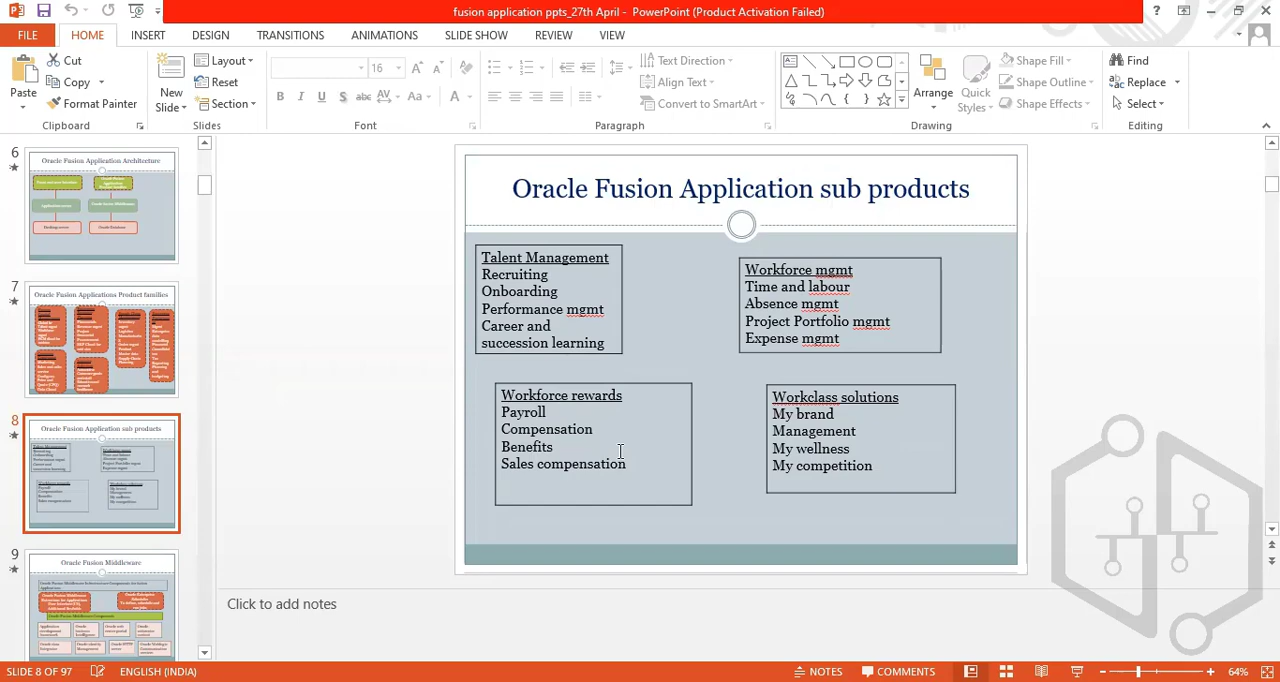 fusion application ppts_27th April - PowerPoint (Product Activation Failed)
FILE HOME INSERT DESIGN TRANSITIONS ANIMATIONS SLIDE SHOW REVIEW VIEW
Paste
Cut
Copy
Format Painter
Clipboard
New
Slide
Layout
Reset
Section
Slides
16
Font
Text Direction
Align Text
Convert to SmartArt
Paragraph
Arrange
Quick
Styles
Shape Fill
Shape Outline
Shape Effects
Drawing
Find
Replace
Select
Editing
6
Oracle Fusion Application Architecture
7
Oracle Fusion Applications Product families
8
Oracle Fusion Application sub products
9
Oracle Fusion Middleware
Oracle Fusion Application sub products
Talent Management
Recruiting
Onboarding
Performance mgmt
Career and
succession learning
Workforce mgmt
Time and labour
Absence mgmt
Project Portfolio mgmt
Expense mgmt
Workforce rewards
Payroll
Compensation
Benefits
Sales compensation
Workclass solutions
My brand
Management
My wellness
My competition
Click to add notes
SLIDE 8 OF 97 ENGLISH (INDIA) NOTES COMMENTS 64%